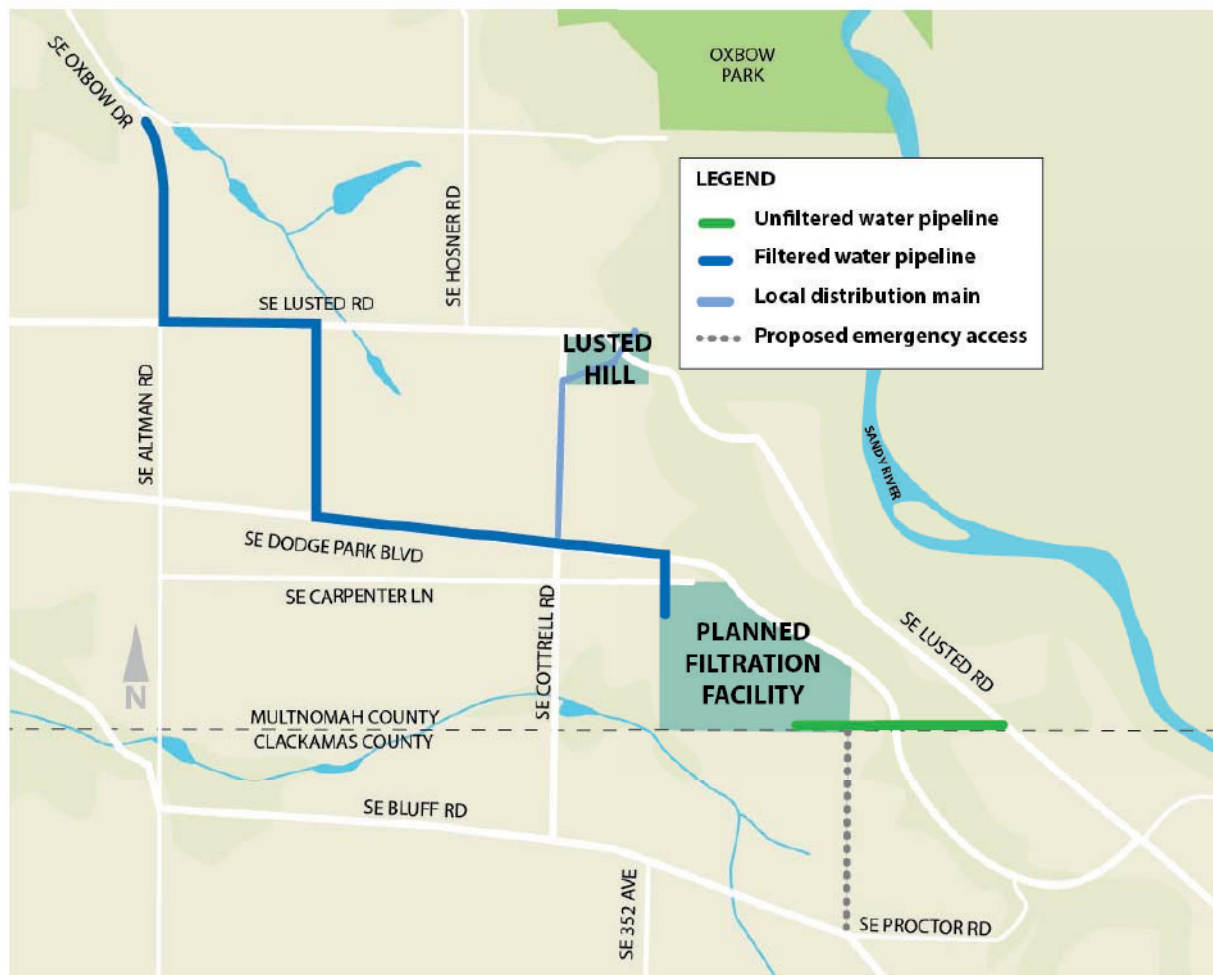 SE OXBOW DR
OXBOW
PARK
SE HOSNER RD
LEGEND
Unfiltered water pipeline
Filtered water pipeline
Local distribution main
Proposed emergency access
SE LUSTED RD
LUSTED
HILL
SE ALTMAN RD
SANDY RIVER
SE DODGE PARK BLVD
SE CARPENTER LN
SE COTTRELL RD
PLANNED
FILTRATION
FACILITY
SE LUSTED RD
N
MULTNOMAH COUNTY
CLACKAMAS COUNTY
SE BLUFF RD
SE 352 AVE
SE PROCTOR RD